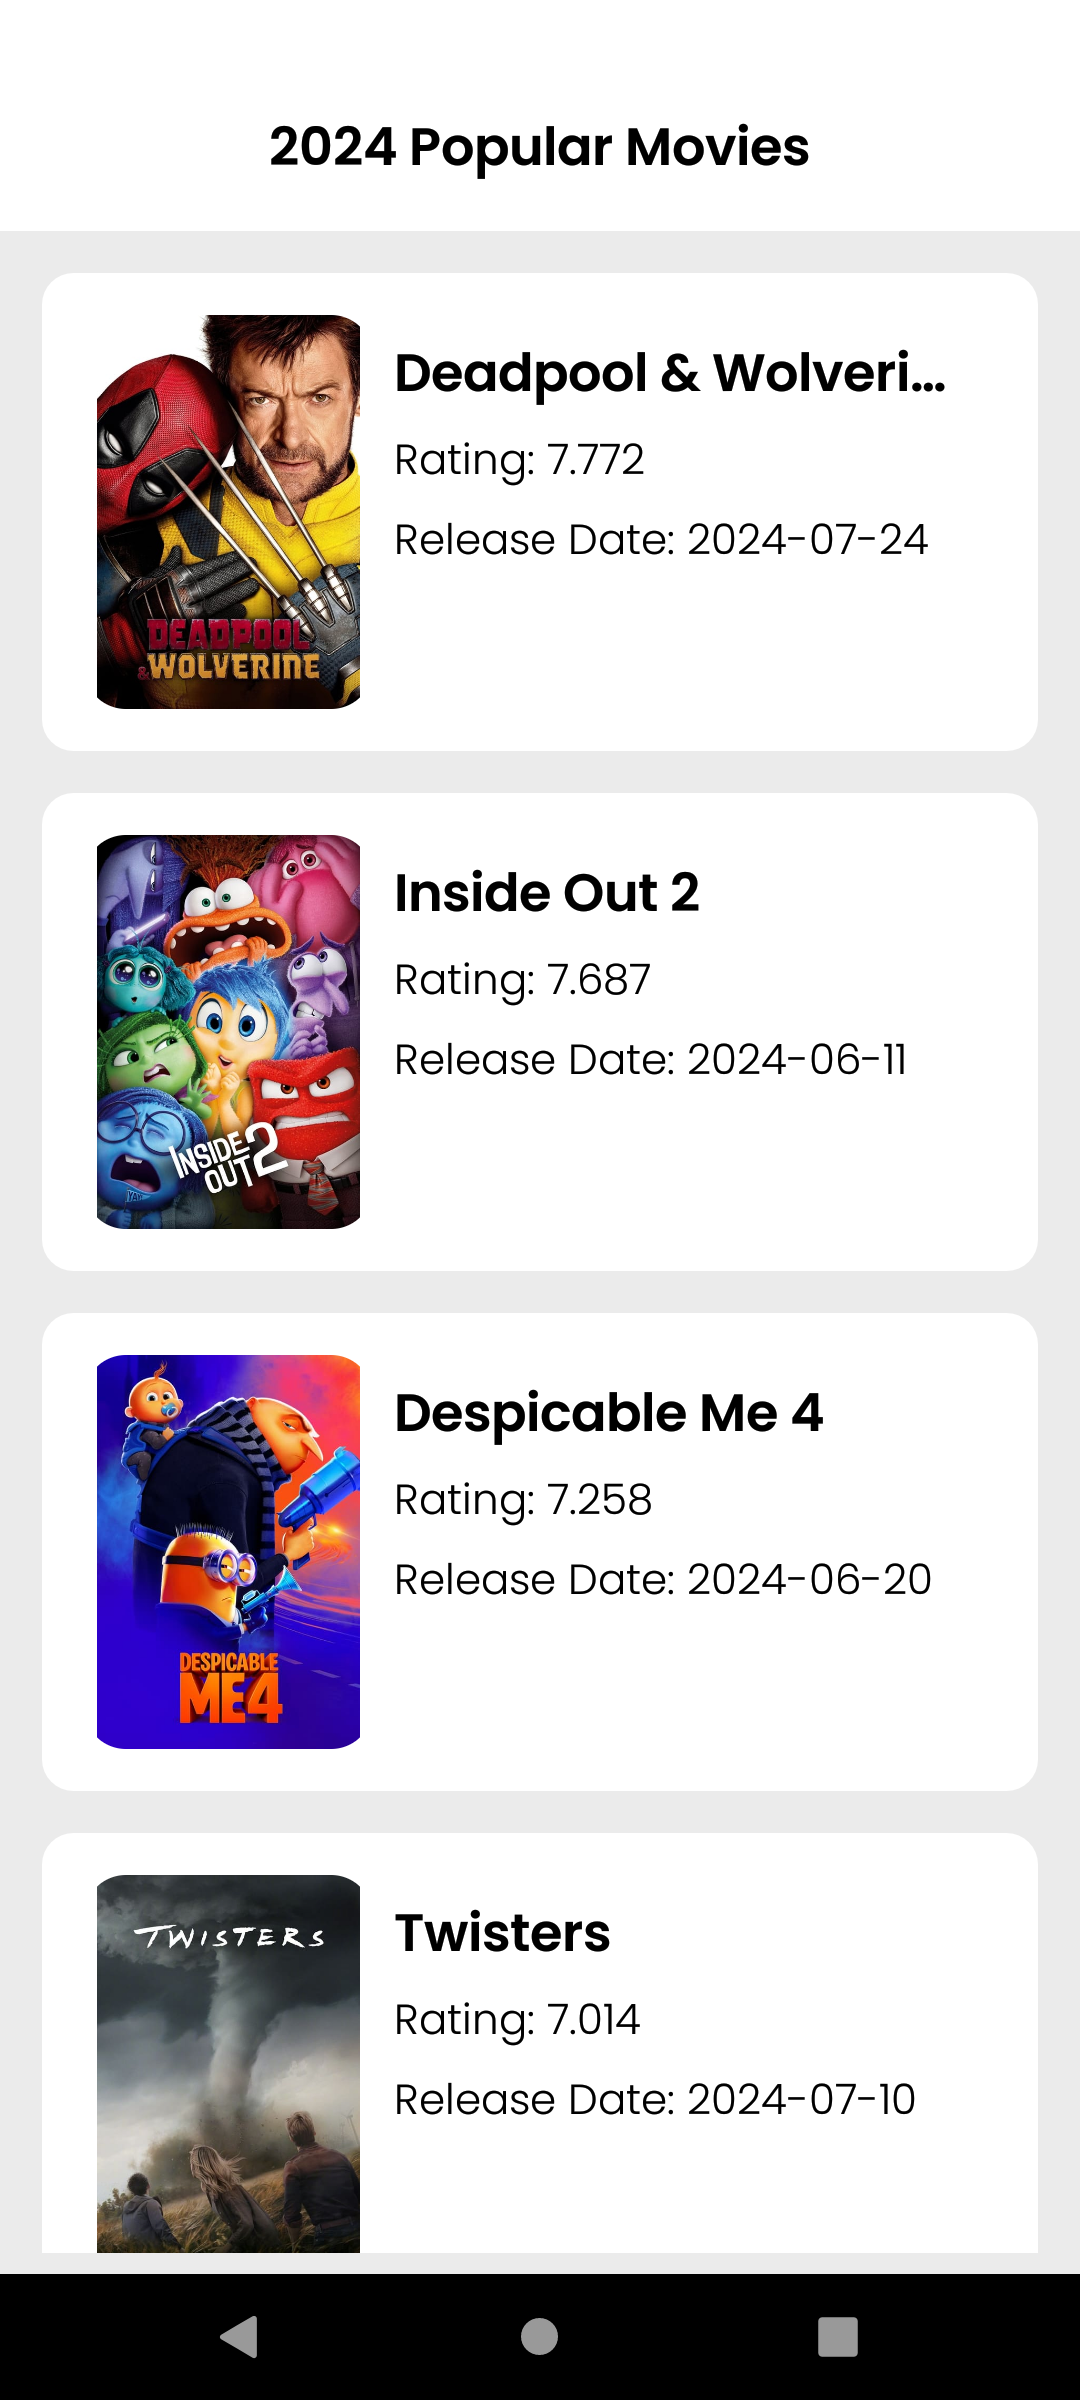 2024 Popular Movies
Deadpool & Wolveri...
Rating: 7.772
Release Date: 2024-07-24
DEADPOOL
& WOLVERINE
Inside Out 2
Rating: 7.687
Release Date: 2024-06-11
INSIDE
OUT 2
YAY!
Despicable Me 4
Rating: 7.258
Release Date: 2024-06-20
DESPICABLE
ME4
Twisters
TWISTERS
Rating: 7.014
Release Date: 2024-07-10